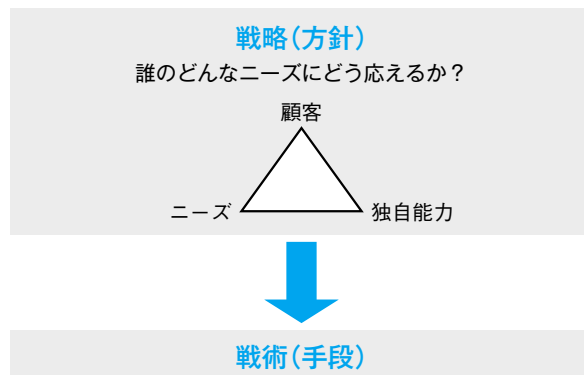 戦略(方針)
誰のどんなニーズにどう応えるか？
顧客
ニーズ
独自能力
戦術(手段)